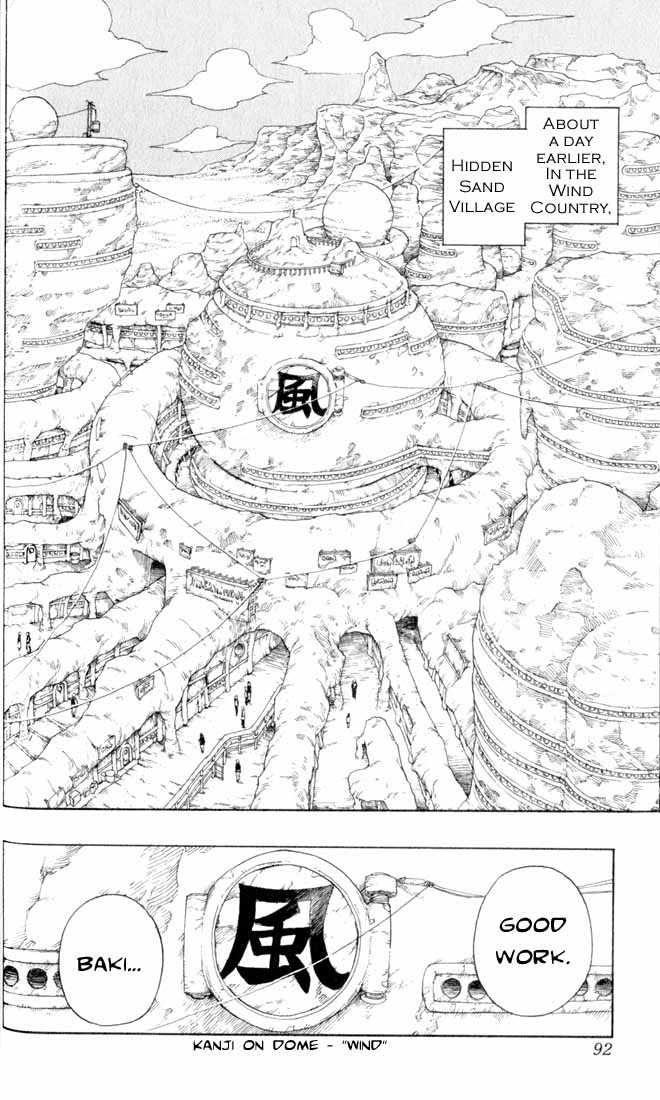 About
a day
earlier,
In the
Wind
Country,
Hidden
Sand
Village
風
風
Baki...
Good
work.
Kanji on dome - "Wind"
92